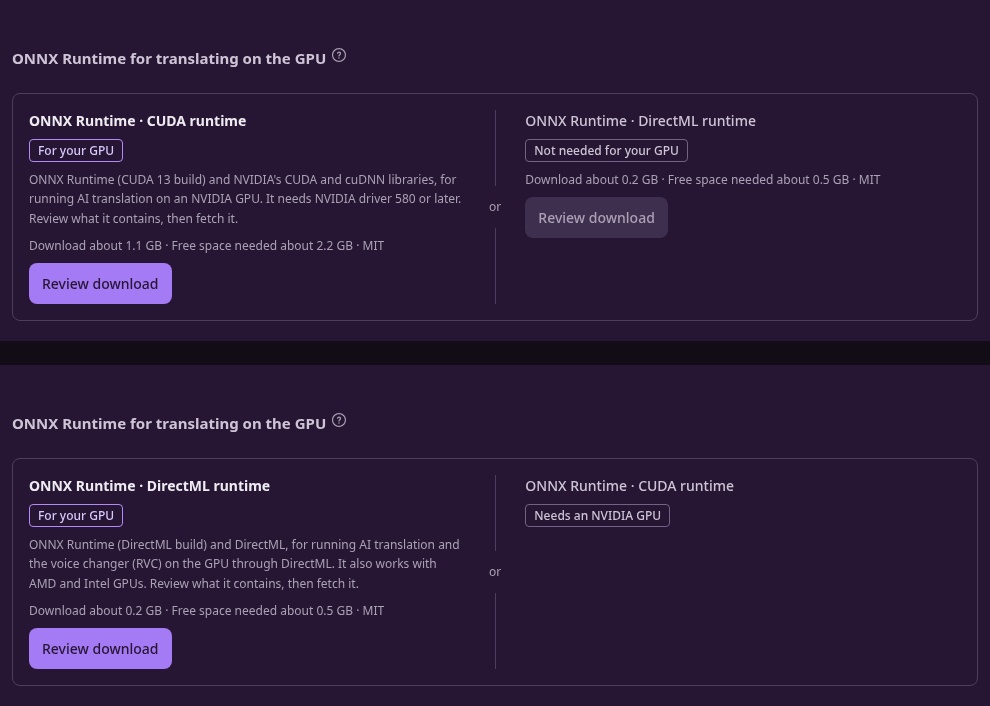 ONNX Runtime for translating on the GPU ?
ONNX Runtime · CUDA runtime
For your GPU
ONNX Runtime (CUDA 13 build) and NVIDIA's CUDA and cuDNN libraries, for
running AI translation on an NVIDIA GPU. It needs NVIDIA driver 580 or later.
Review what it contains, then fetch it.
Download about 1.1 GB · Free space needed about 2.2 GB · MIT
Review download
or
ONNX Runtime · DirectML runtime
Not needed for your GPU
Download about 0.2 GB · Free space needed about 0.5 GB · MIT
Review download
ONNX Runtime for translating on the GPU ?
ONNX Runtime · DirectML runtime
For your GPU
ONNX Runtime (DirectML build) and DirectML, for running AI translation and
the voice changer (RVC) on the GPU through DirectML. It also works with
AMD and Intel GPUs. Review what it contains, then fetch it.
Download about 0.2 GB · Free space needed about 0.5 GB · MIT
Review download
or
ONNX Runtime · CUDA runtime
Needs an NVIDIA GPU